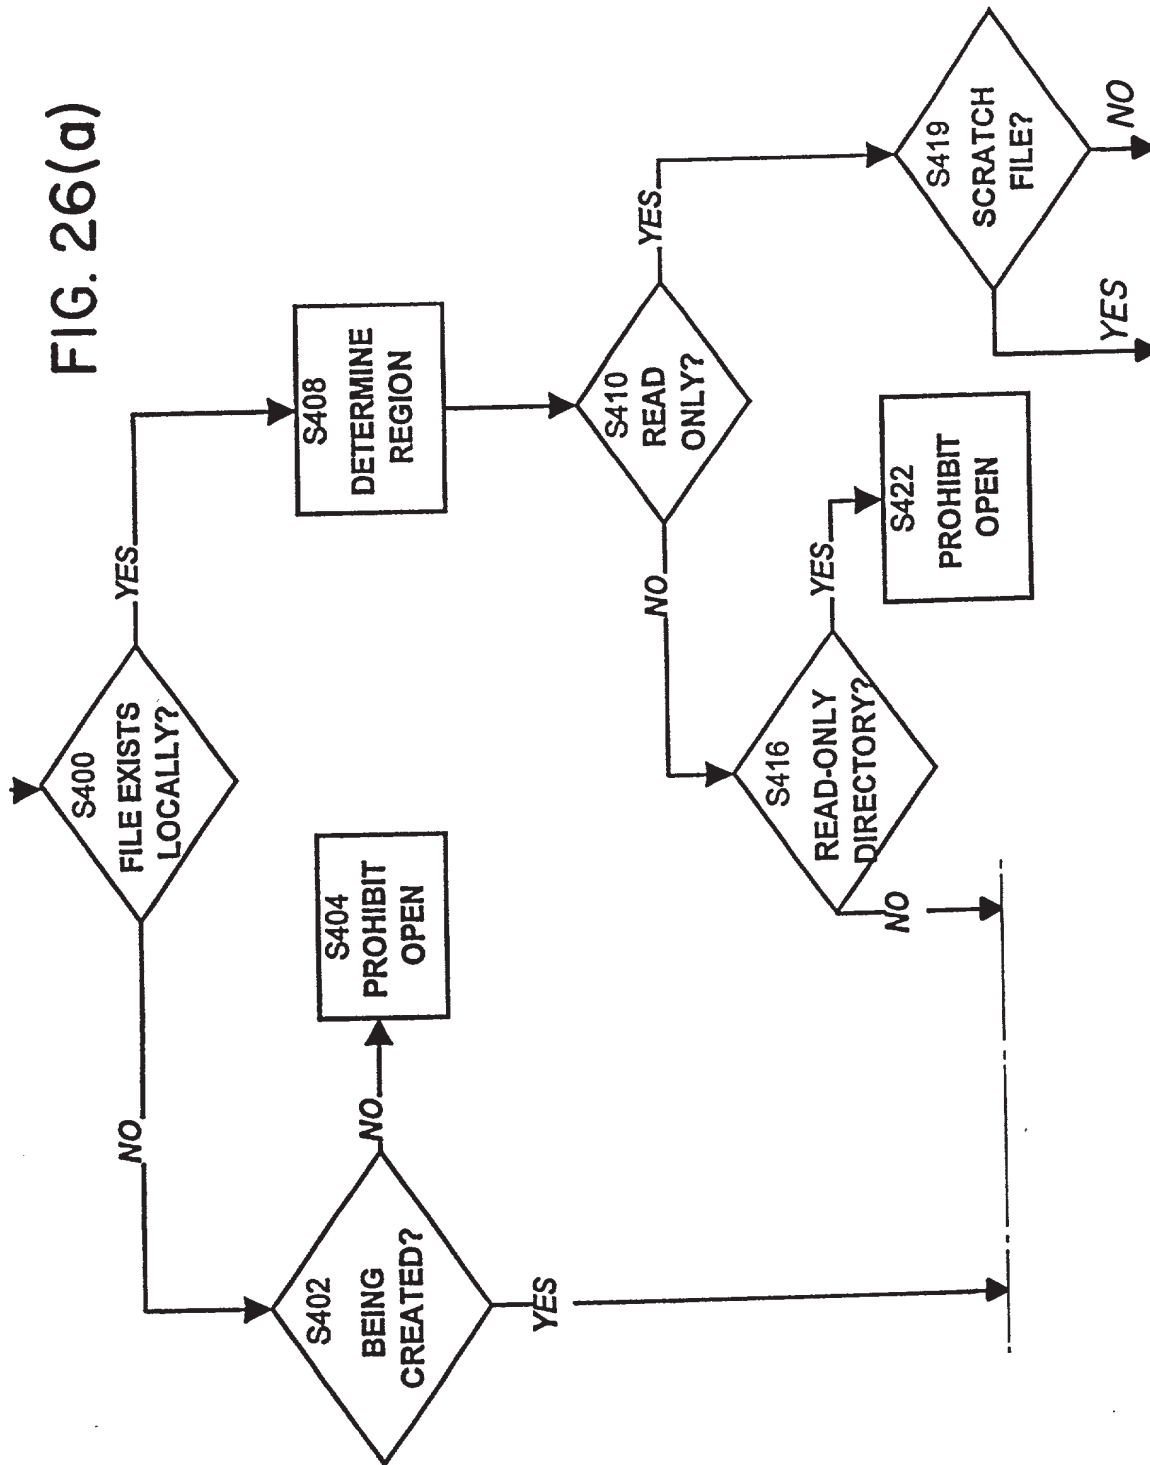 FIG. 26(a)
S400
FILE EXISTS
LOCALLY?
NO
YES
S402
BEING
CREATED?
NO
YES
S404
PROHIBIT
OPEN
S408
DETERMINE
REGION
S410
READ
ONLY?
NO
YES
S416
READ-ONLY
DIRECTORY?
NO
YES
S422
PROHIBIT
OPEN
S419
SCRATCH
FILE?
YES
NO